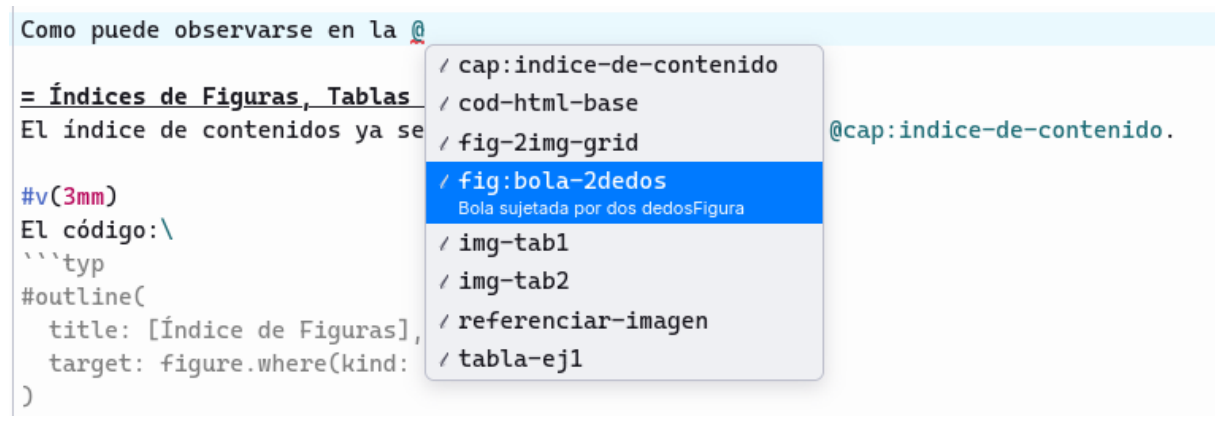 Como puede observarse en la @
cap:indice-de-contenido
= Índices de Figuras, Tablas
cod-html-base
El índice de contenidos ya se
@cap:indice-de-contenido.
fig-2img-grid
fig:bola-2dedos
Bola sujetada por dos dedosFigura
#v(3mm)
El código:\
img-tab1
```typ
img-tab2
#outline(
title: [Índice de Figuras],
referenciar-imagen
target: figure.where(kind:
tabla-ej1
)